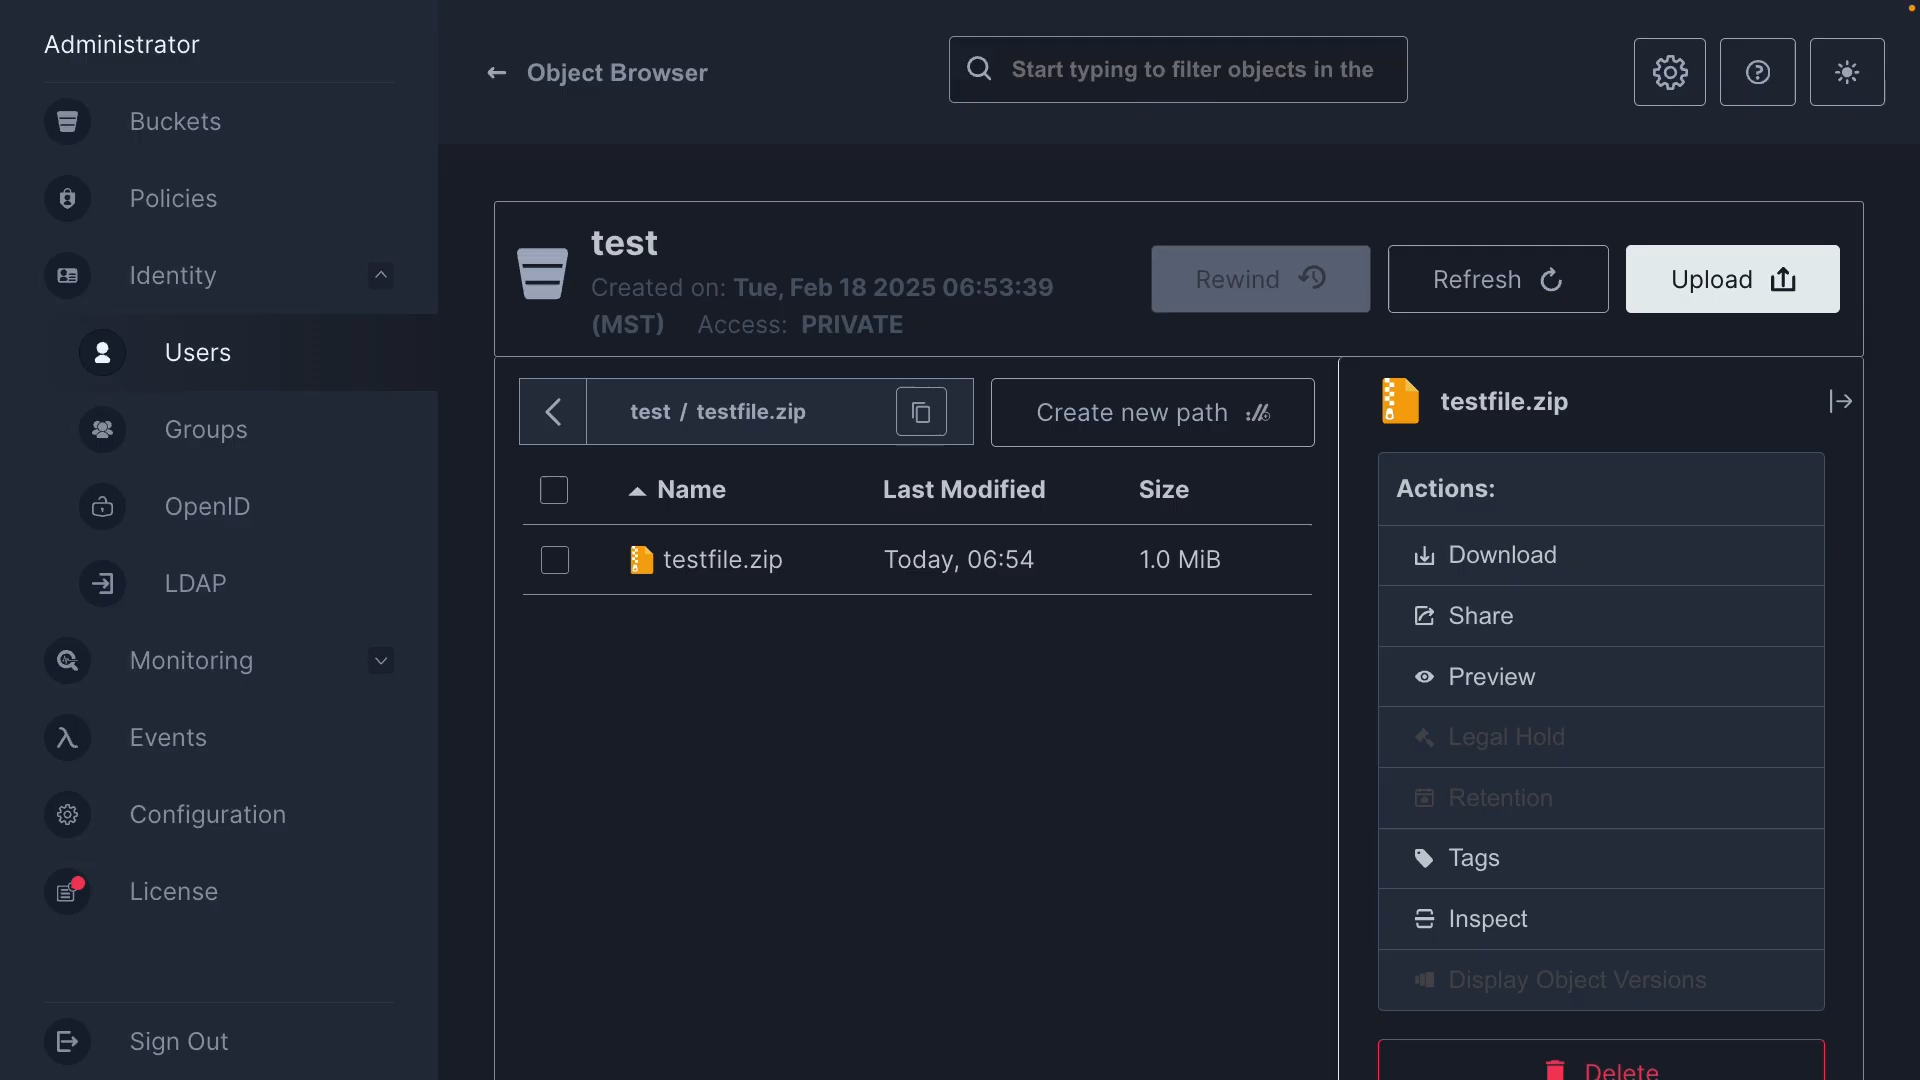 Administrator
Buckets
Policies
Identity
Users
Groups
OpenID
LDAP
Monitoring
Events
Configuration
License
Sign Out
Object Browser
Start typing to filter objects in the
test
Created on: Tue, Feb 18 2025 06:53:39
(MST) Access: PRIVATE
Rewind
Refresh
Upload
test / testfile.zip
Create new path
Name Last Modified Size
testfile.zip Today, 06:54 1.0 MiB
testfile.zip
Actions:
Download
Share
Preview
Legal Hold
Retention
Tags
Inspect
Display Object Versions
Delete